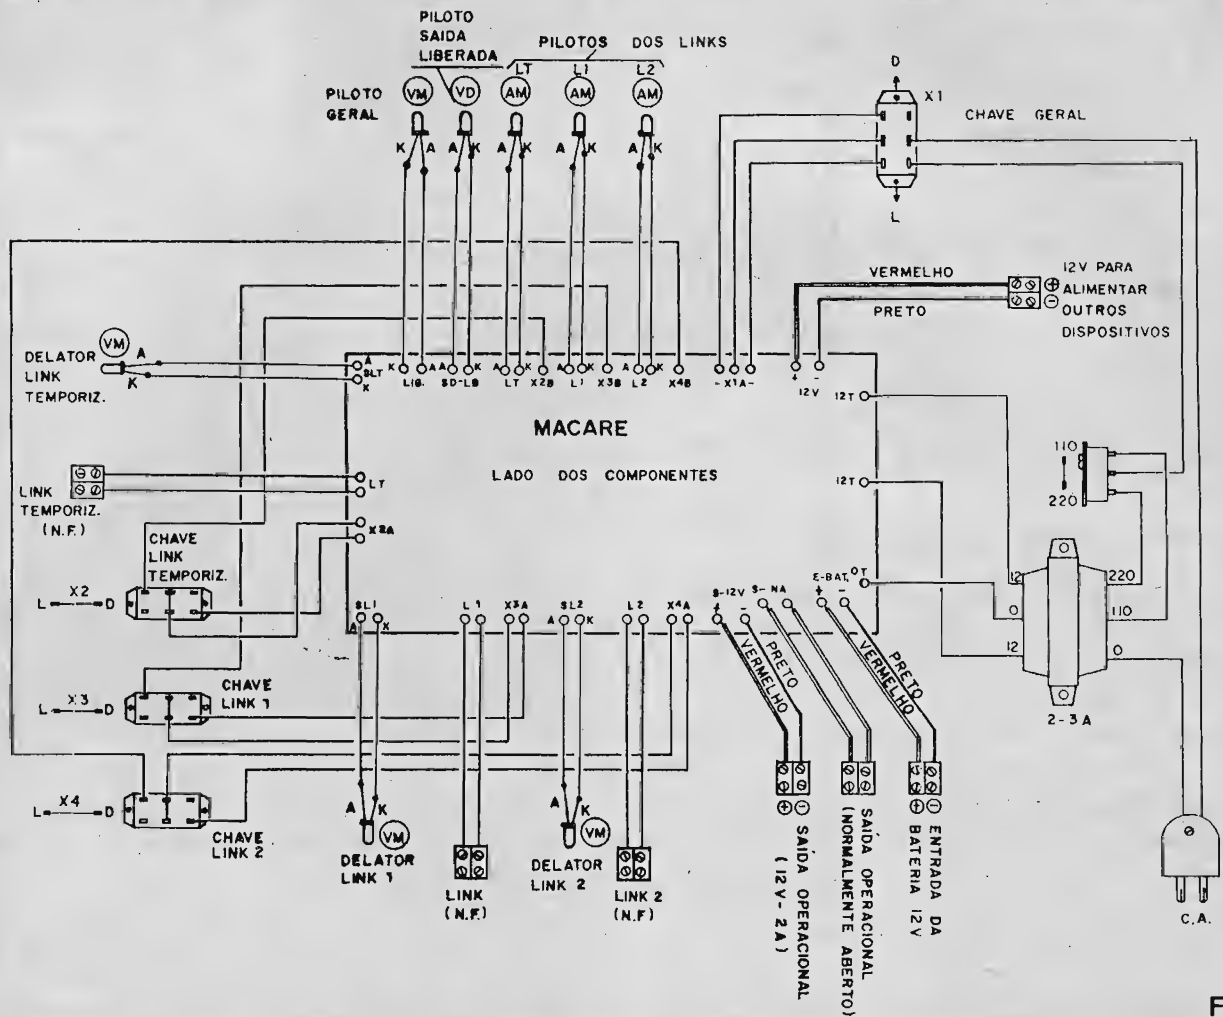 PILOTO
SAIDA
LIBERADA
PILOTOS DOS LINKS
LT L1 L2
PILOTO
GERAL
VM VD AM AM AM
K A A K A K A K A K
D
X1
CHAVE GERAL
L
VERMELHO
PRETO
12V PARA
ALIMENTAR
OUTROS
DISPOSITIVOS
+
-
VM
DELATOR
LINK
TEMPORIZ.
A
K
A
SLT
K
K LIG. A
A SD-LB K
A LT K
X2B
A L1 K
X3B
A L2 K
X4B
-X1A-
+ -
12V
12T
MACARE
LADO DOS COMPONENTES
110
220
12T
LINK
TEMPORIZ.
(N.F.)
LT
X2A
CHAVE
LINK
TEMPORIZ.
L X2 D
0T
E-BAT.
+ -
S-12V
+ -
S-NA
SL1
A K
L1
X3A
SL2
A K
L2
X4A
12
0
12
220
110
0
2-3A
PRETO
VERMELHO
PRETO
VERMELHO
L X3 D
CHAVE
LINK 1
L X4 D
CHAVE
LINK 2
A K
VM
DELATOR
LINK 1
LINK
(N.F.)
A K
VM
DELATOR
LINK 2
LINK 2
(N.F)
+ -
SAÍDA OPERACIONAL
(12V-2A)
SAÍDA OPERACIONAL
(NORMALMENTE ABERTO)
+ -
ENTRADA DA
BATERIA 12V
C.A.
F